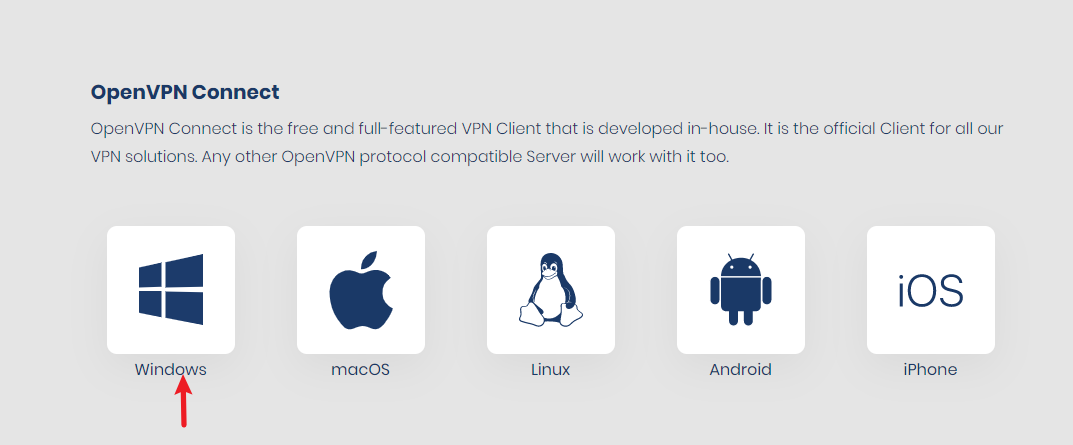 OpenVPN Connect
OpenVPN Connect is the free and full-featured VPN Client that is developed in-house. It is the official Client for all our
VPN solutions. Any other OpenVPN protocol compatible Server will work with it too.
iOS
Windows
macOS
Linux
Android
iPhone